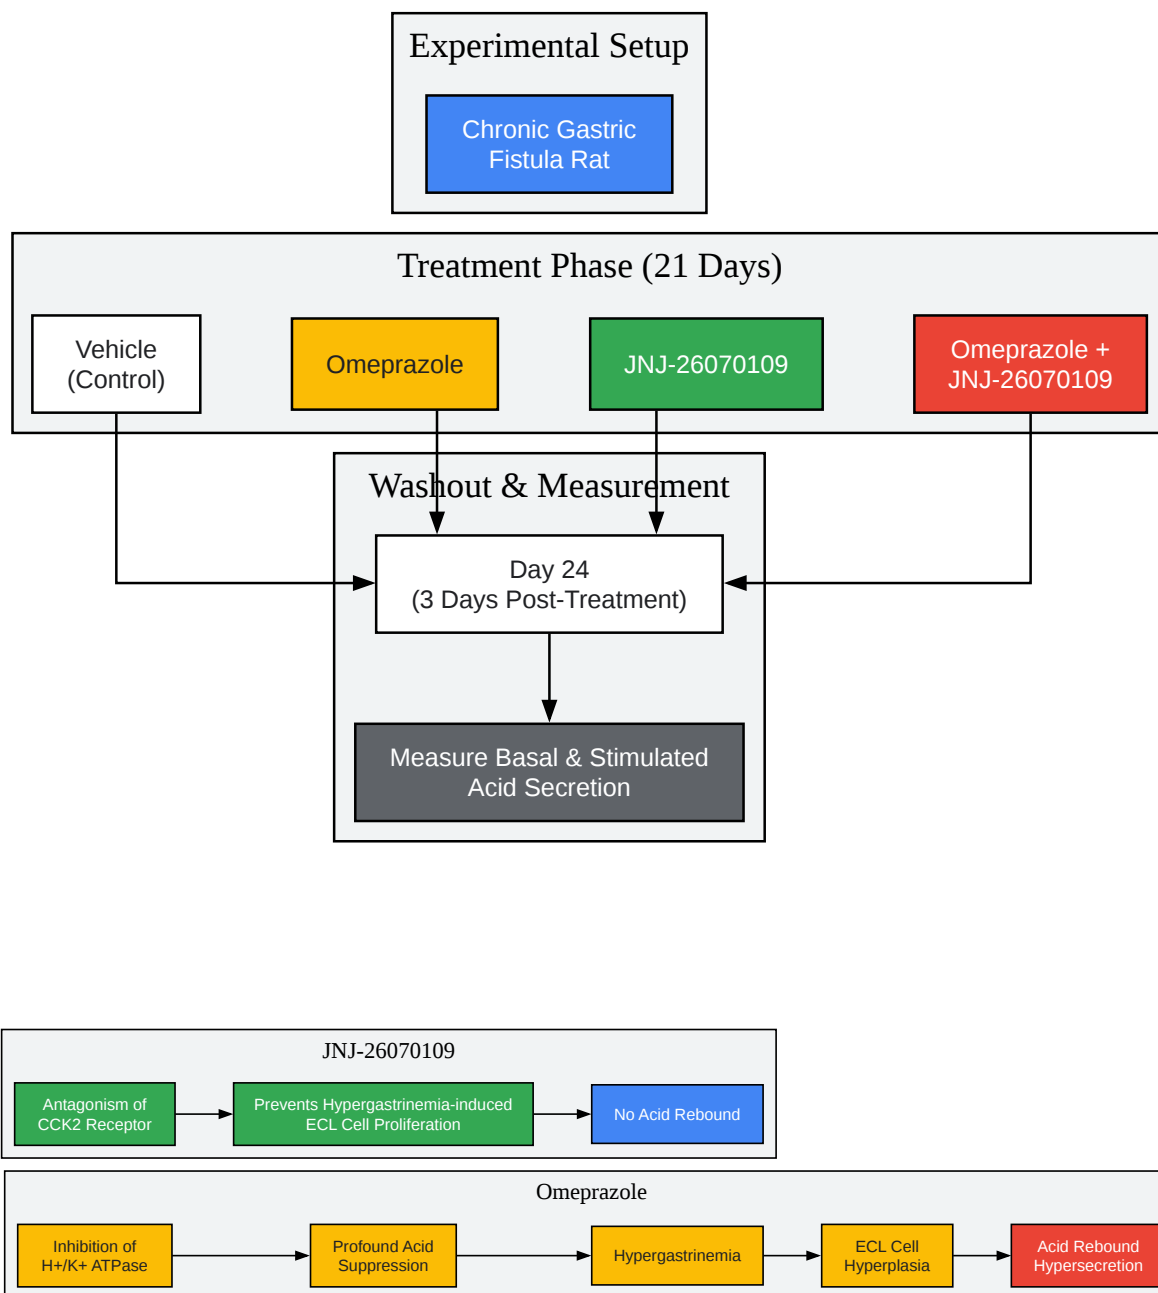 Experimental Setup
Chronic Gastric
Fistula Rat
Treatment Phase (21 Days)
Vehicle
(Control)
Omeprazole
JNJ-26070109
Omeprazole +
JNJ-26070109
Washout & Measurement
Day 24
(3 Days Post-Treatment)
Measure Basal & Stimulated
Acid Secretion
JNJ-26070109
Antagonism of
CCK2 Receptor
Prevents Hypergastrinemia-induced
ECL Cell Proliferation
No Acid Rebound
Omeprazole
Inhibition of
H+/K+ ATPase
Profound Acid
Suppression
Hypergastrinemia
ECL Cell
Hyperplasia
Acid Rebound
Hypersecretion